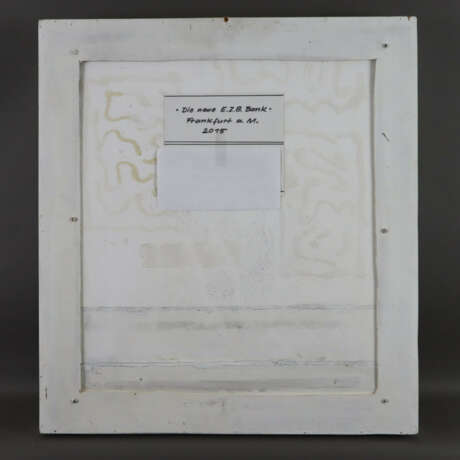 - Die neue E.Z.B. Bank -
Frankfurt a. M.
2015